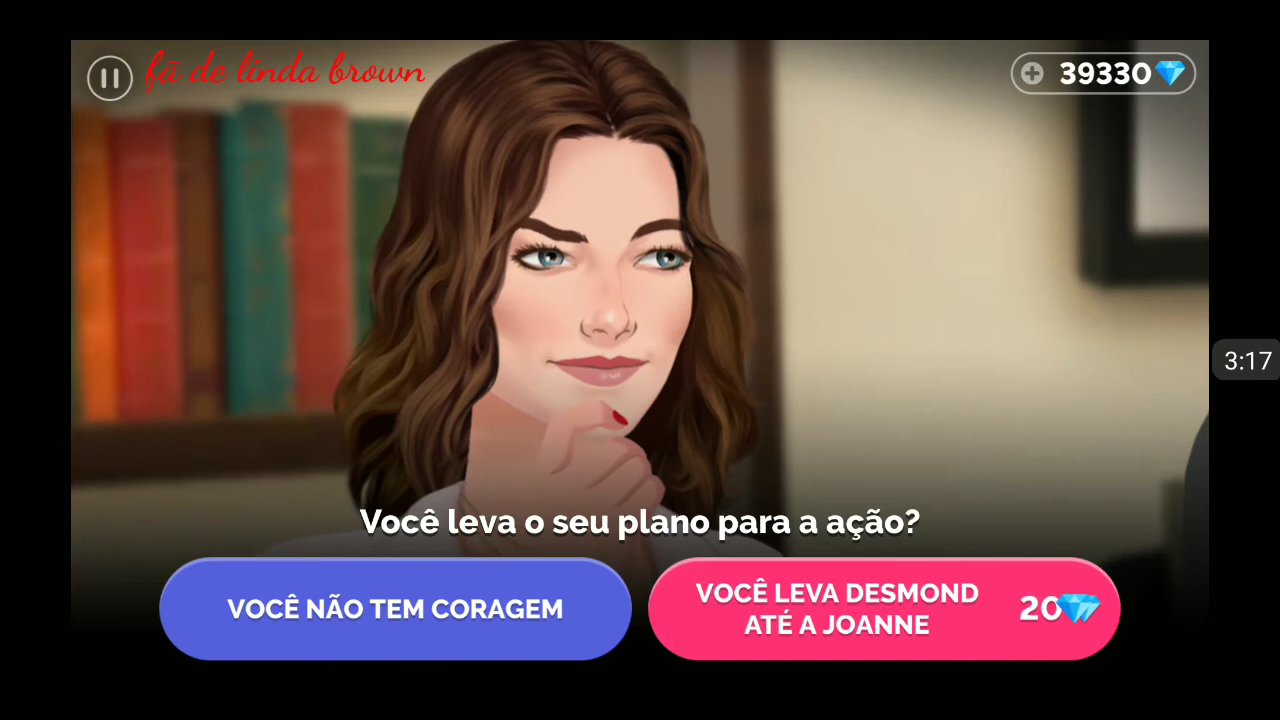 fã de linda brown
39330
3:17
Você leva o seu plano para a ação?
VOCÊ NÃO TEM CORAGEM
VOCÊ LEVA DESMOND
ATÉ A JOANNE
20